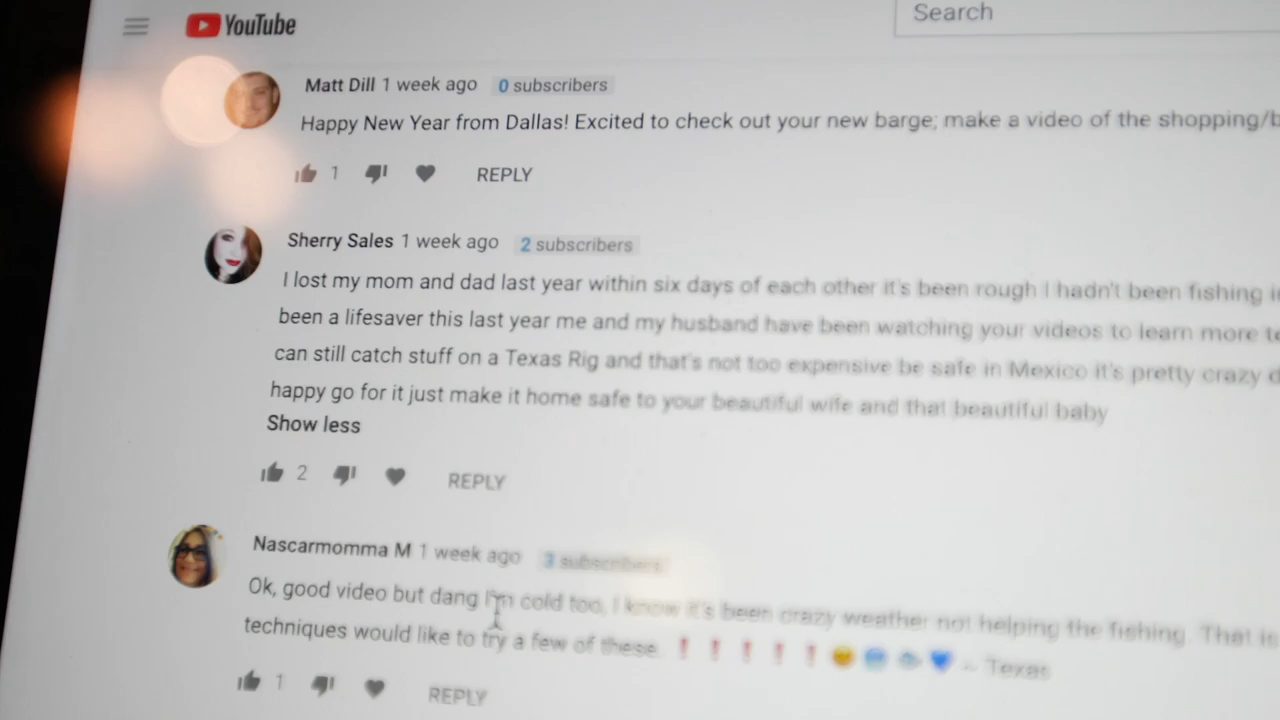 YouTube
Search
Matt Dill 1 week ago 0 subscribers
Happy New Year from Dallas! Excited to check out your new barge; make a video of the shopping/b
1
REPLY
Sherry Sales 1 week ago 2 subscribers
I lost my mom and dad last year within six days of each other it's been rough I hadn't been fishing i
been a lifesaver this last year me and my husband have been watching your videos to learn more to
can still catch stuff on a Texas Rig and that's not too expensive be safe in Mexico it's pretty crazy d
happy go for it just make it home safe to your beautiful wife and that beautiful baby
Show less
2
REPLY
Nascarmomma M 1 week ago 3 subscribers
Ok, good video but dang I'm cold too, I know it's been crazy weather not helping the fishing. That is
techniques would like to try a few of these. ❗❗❗❗❗ 💙 ~ Texas
1
REPLY